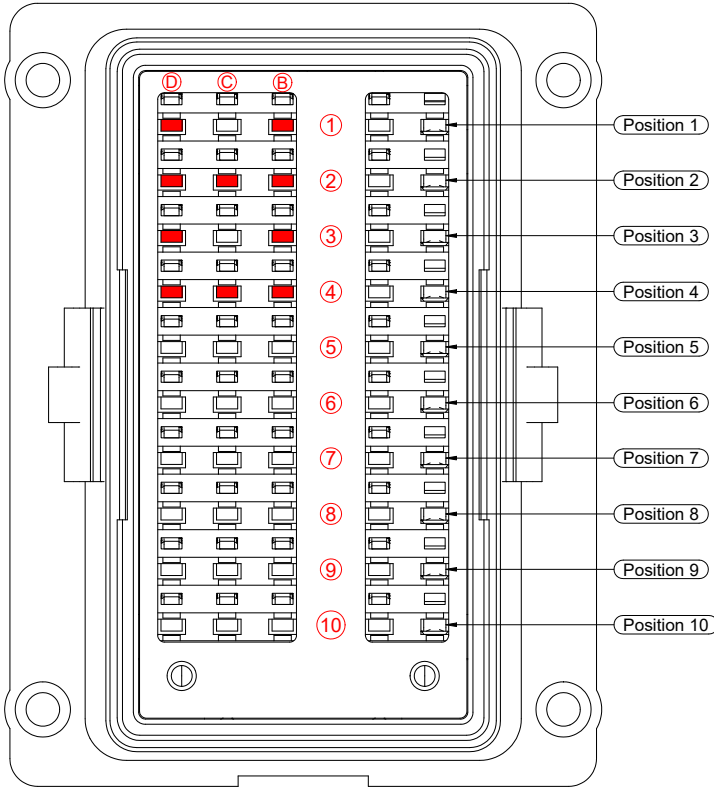 D C B
1 Position 1
2 Position 2
3 Position 3
4 Position 4
5 Position 5
6 Position 6
7 Position 7
8 Position 8
9 Position 9
10 Position 10